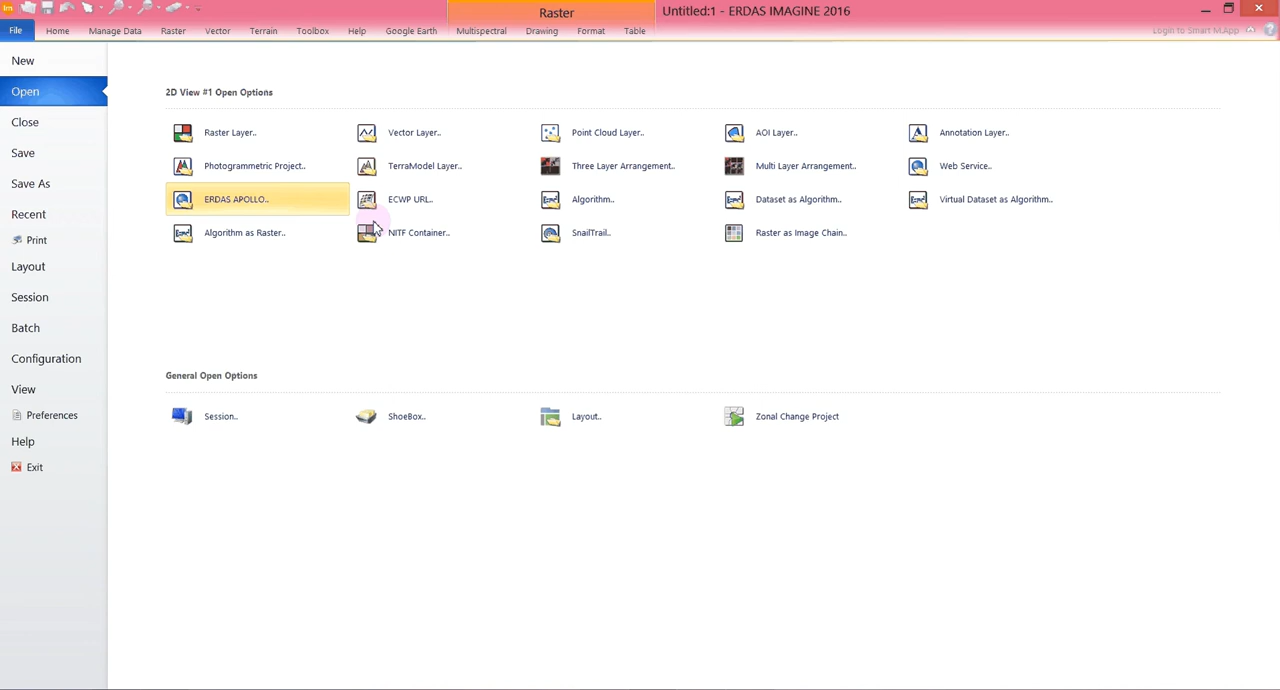 Raster
Untitled:1 - ERDAS IMAGINE 2016
File Home Manage Data Raster Vector Terrain Toolbox Help Google Earth Multispectral Drawing Format Table Login to Smart M.App
New
Open
Close
Save
Save As
Recent
Print
Layout
Session
Batch
Configuration
View
Preferences
Help
Exit
2D View #1 Open Options
Raster Layer.. Vector Layer.. Point Cloud Layer.. AOI Layer.. Annotation Layer..
Photogrammetric Project.. TerraModel Layer.. Three Layer Arrangement.. Multi Layer Arrangement.. Web Service..
ERDAS APOLLO.. ECWP URL.. Algorithm.. Dataset as Algorithm.. Virtual Dataset as Algorithm..
Algorithm as Raster.. NITF Container.. SnailTrail.. Raster as Image Chain..
General Open Options
Session.. ShoeBox.. Layout.. Zonal Change Project